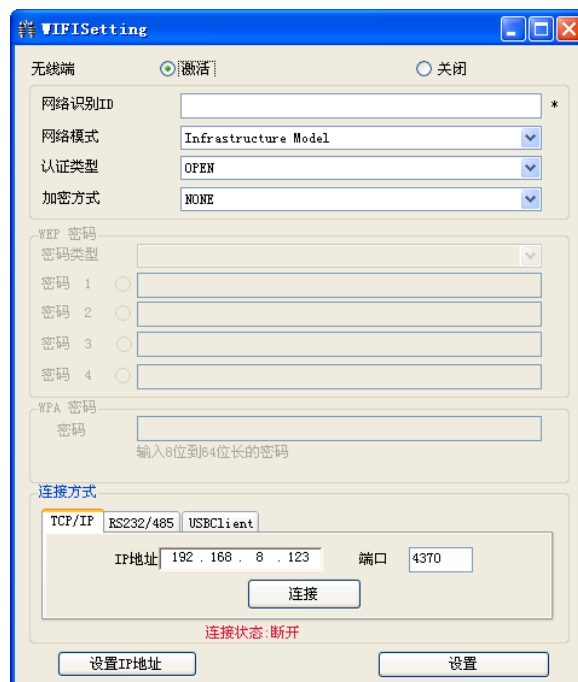 WIFISetting
无线端 激活 关闭
网络识别ID *
网络模式 Infrastructure Model
认证类型 OPEN
加密方式 NONE
WEP 密码
密码类型
密码 1
密码 2
密码 3
密码 4
WPA 密码
密码
输入8位到64位长的密码
连接方式
TCP/IP RS232/485 USBClient
IP地址 192 . 168 . 8 . 123 端口 4370
连接
连接状态:断开
设置IP地址 设置